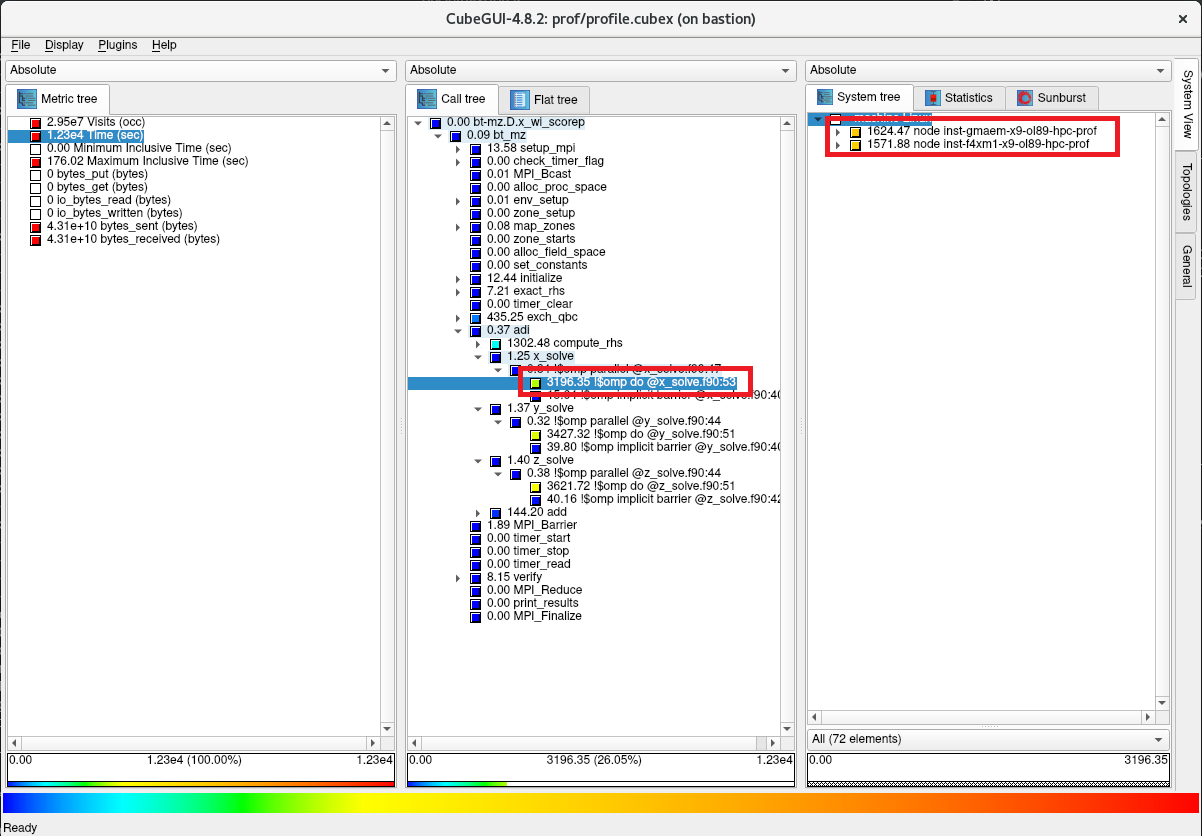 CubeGUI-4.8.2: prof/profile.cubex (on bastion)
File Display Plugins Help
Absolute
Metric tree
2.95e7 Visits (occ)
1.23e4 Time (sec)
0.00 Minimum Inclusive Time (sec)
176.02 Maximum Inclusive Time (sec)
0 bytes_put (bytes)
0 bytes_get (bytes)
0 io_bytes_read (bytes)
0 io_bytes_written (bytes)
4.31e+10 bytes_sent (bytes)
4.31e+10 bytes_received (bytes)
0.00 1.23e4 (100.00%) 1.23e4
Absolute
Call tree Flat tree
0.00 bt-mz.D.x_wi_scorep
0.09 bt_mz
13.58 setup_mpi
0.00 check_timer_flag
0.01 MPI_Bcast
0.00 alloc_proc_space
0.01 env_setup
0.00 zone_setup
0.08 map_zones
0.00 zone_starts
0.00 alloc_field_space
0.00 set_constants
12.44 initialize
7.21 exact_rhs
0.00 timer_clear
435.25 exch_qbc
0.37 adi
1302.48 compute_rhs
1.25 x_solve
!$omp parallel @x_solve.f90:47
3196.35 !$omp do @x_solve.f90:53
!$omp implicit barrier @x_solve.f90:40
1.37 y_solve
0.32 !$omp parallel @y_solve.f90:44
3427.32 !$omp do @y_solve.f90:51
39.80 !$omp implicit barrier @y_solve.f90:40
1.40 z_solve
0.38 !$omp parallel @z_solve.f90:44
3621.72 !$omp do @z_solve.f90:51
40.16 !$omp implicit barrier @z_solve.f90:42
144.20 add
1.89 MPI_Barrier
0.00 timer_start
0.00 timer_stop
0.00 timer_read
8.15 verify
0.00 MPI_Reduce
0.00 print_results
0.00 MPI_Finalize
0.00 3196.35 (26.05%) 1.23e4
Absolute
System tree Statistics Sunburst
1624.47 node inst-gmaem-x9-ol89-hpc-prof
1571.88 node inst-f4xm1-x9-ol89-hpc-prof
All (72 elements)
0.00 3196.35
System View
Topologies
General
Ready